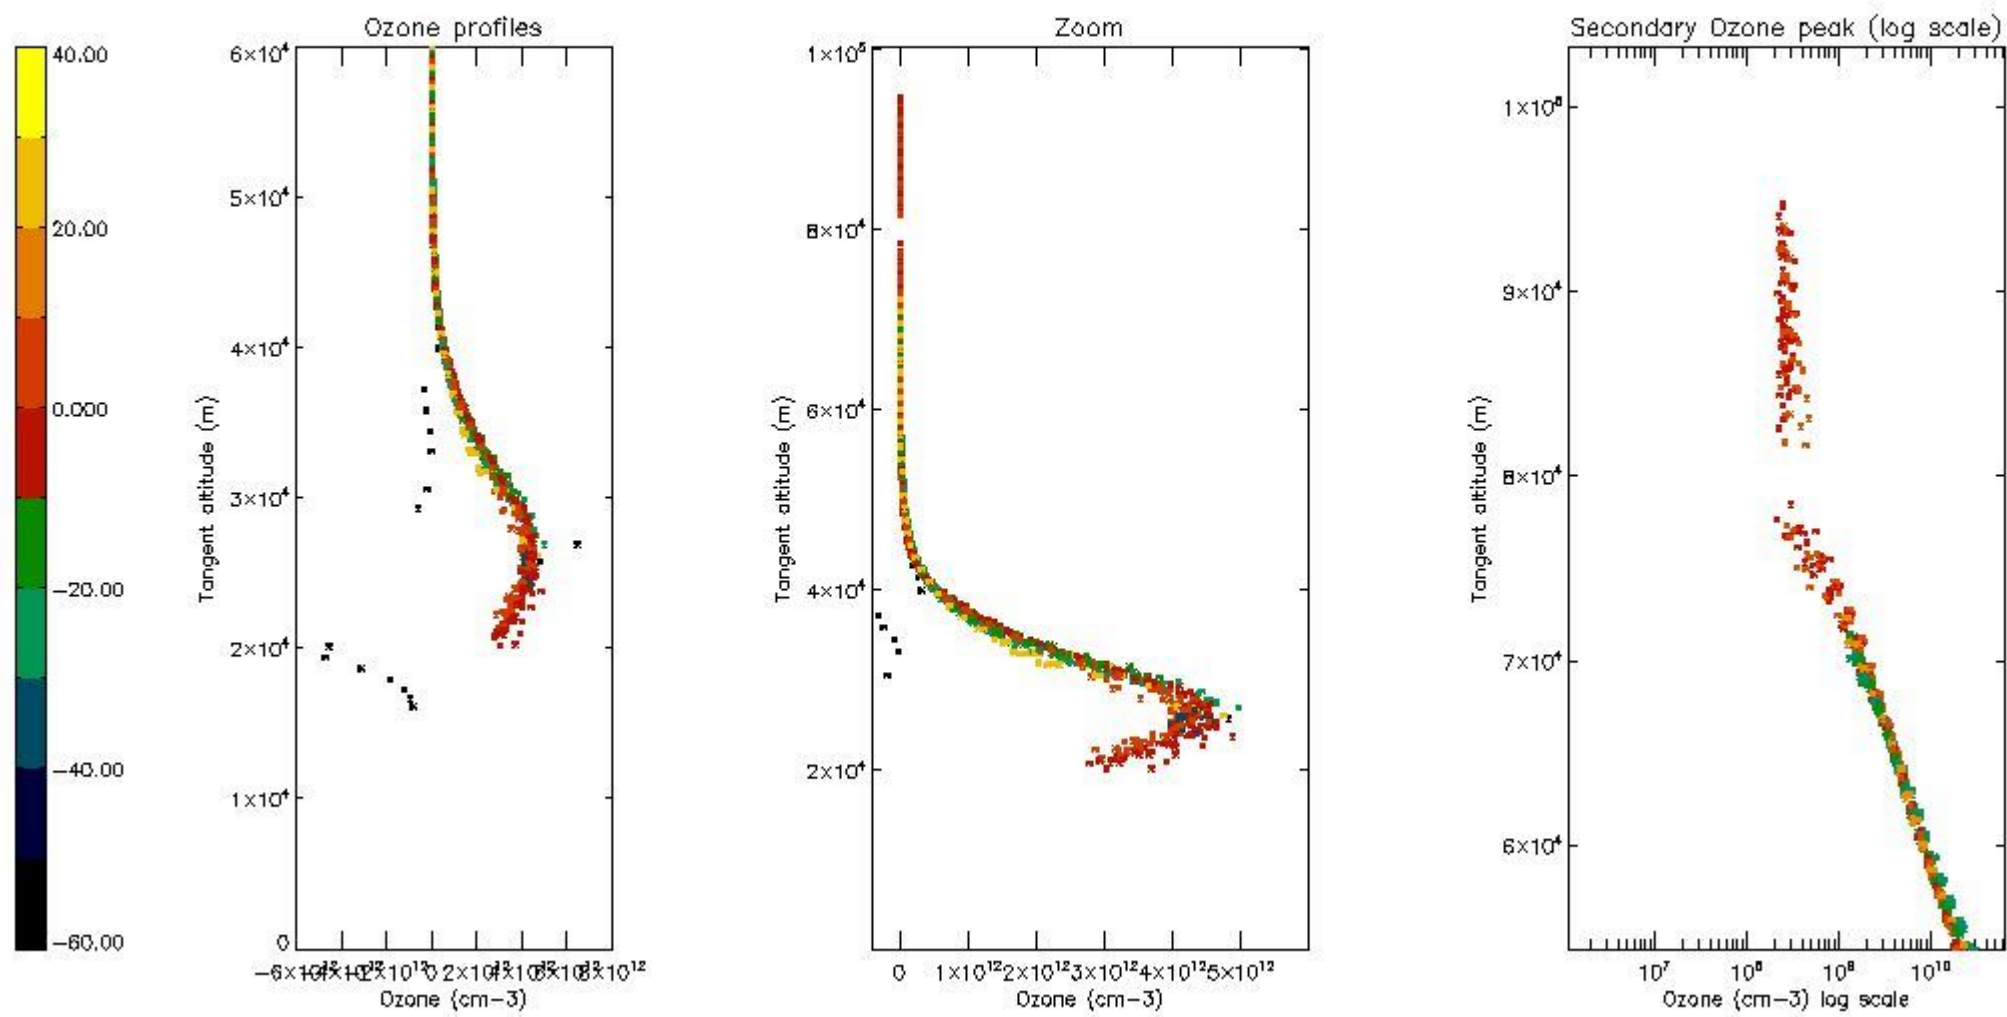 Ozone profiles
Zoom
Secondary Ozone peak (log scale)
40.00
20.00
0.000
−20.00
−40.00
−60.00
6×10⁴
5×10⁴
4×10⁴
3×10⁴
2×10⁴
1×10⁴
0
Tangent altitude (m)
0
8×10¹²
Ozone (cm−3)
1×10⁵
8×10⁴
6×10⁴
4×10⁴
2×10⁴
Tangent altitude (m)
0 1×10¹² 2×10¹² 3×10¹² 4×10¹² 5×10¹²
Ozone (cm−3)
9×10⁴
8×10⁴
7×10⁴
6×10⁴
Tangent altitude (m)
10⁷ 10⁸ 10⁹ 10¹⁰
Ozone (cm−3) log scale